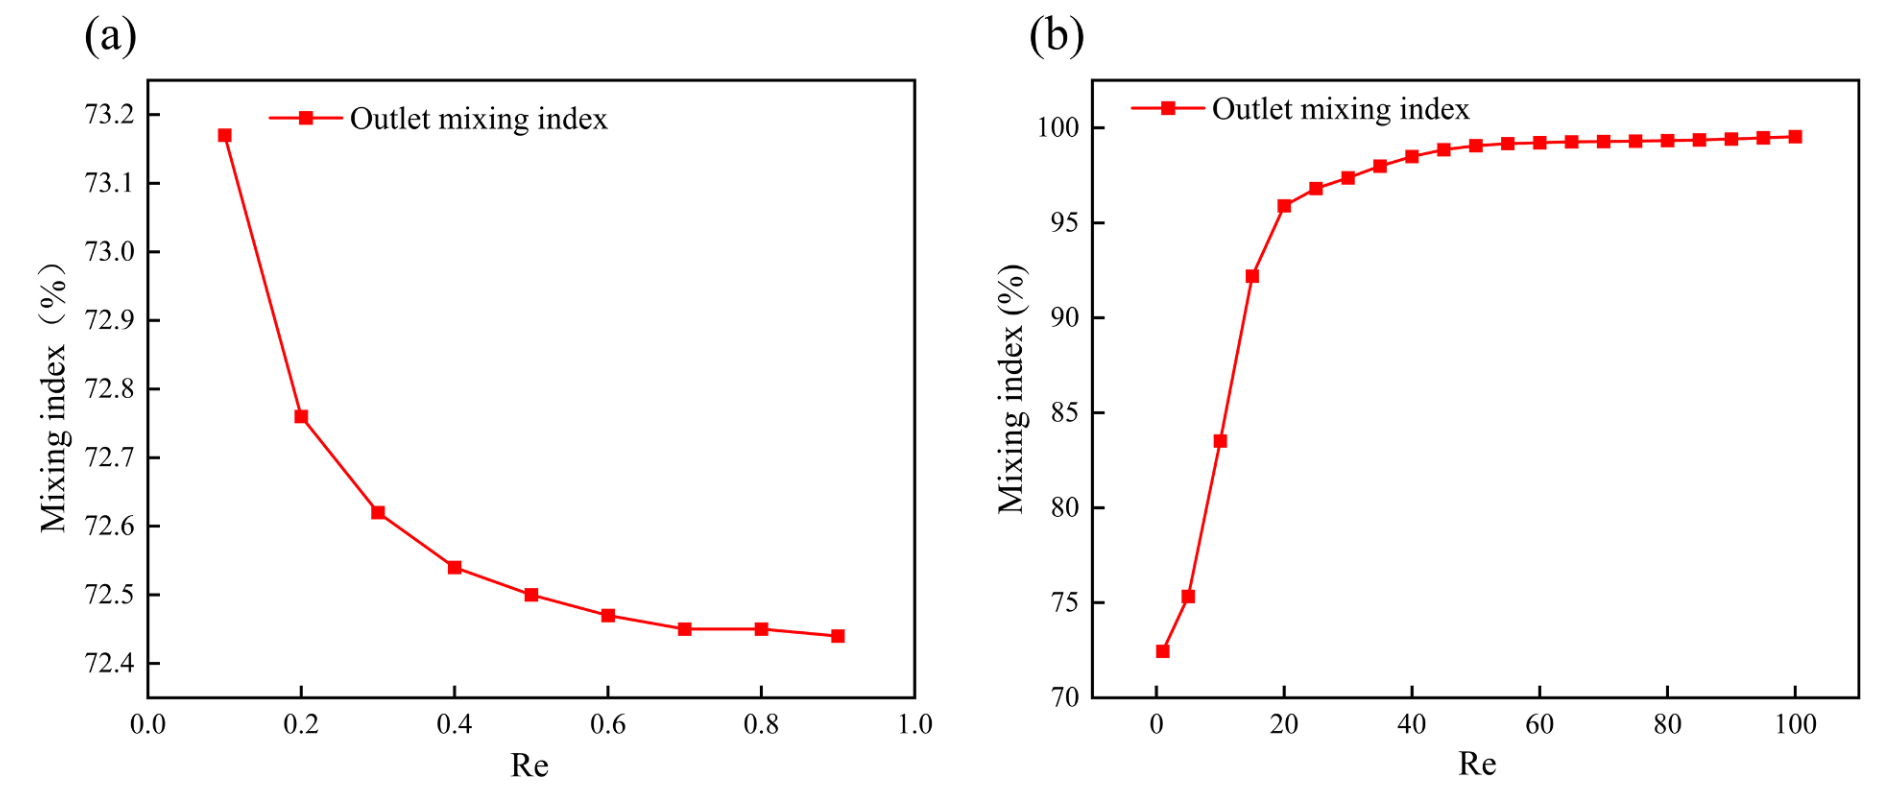 (a)
Outlet mixing index
73.2
73.1
73.0
72.9
72.8
72.7
72.6
72.5
72.4
Mixing index（%）
0.0 0.2 0.4 0.6 0.8 1.0
Re
(b)
Outlet mixing index
100
95
90
85
80
75
70
Mixing index (%)
0 20 40 60 80 100
Re